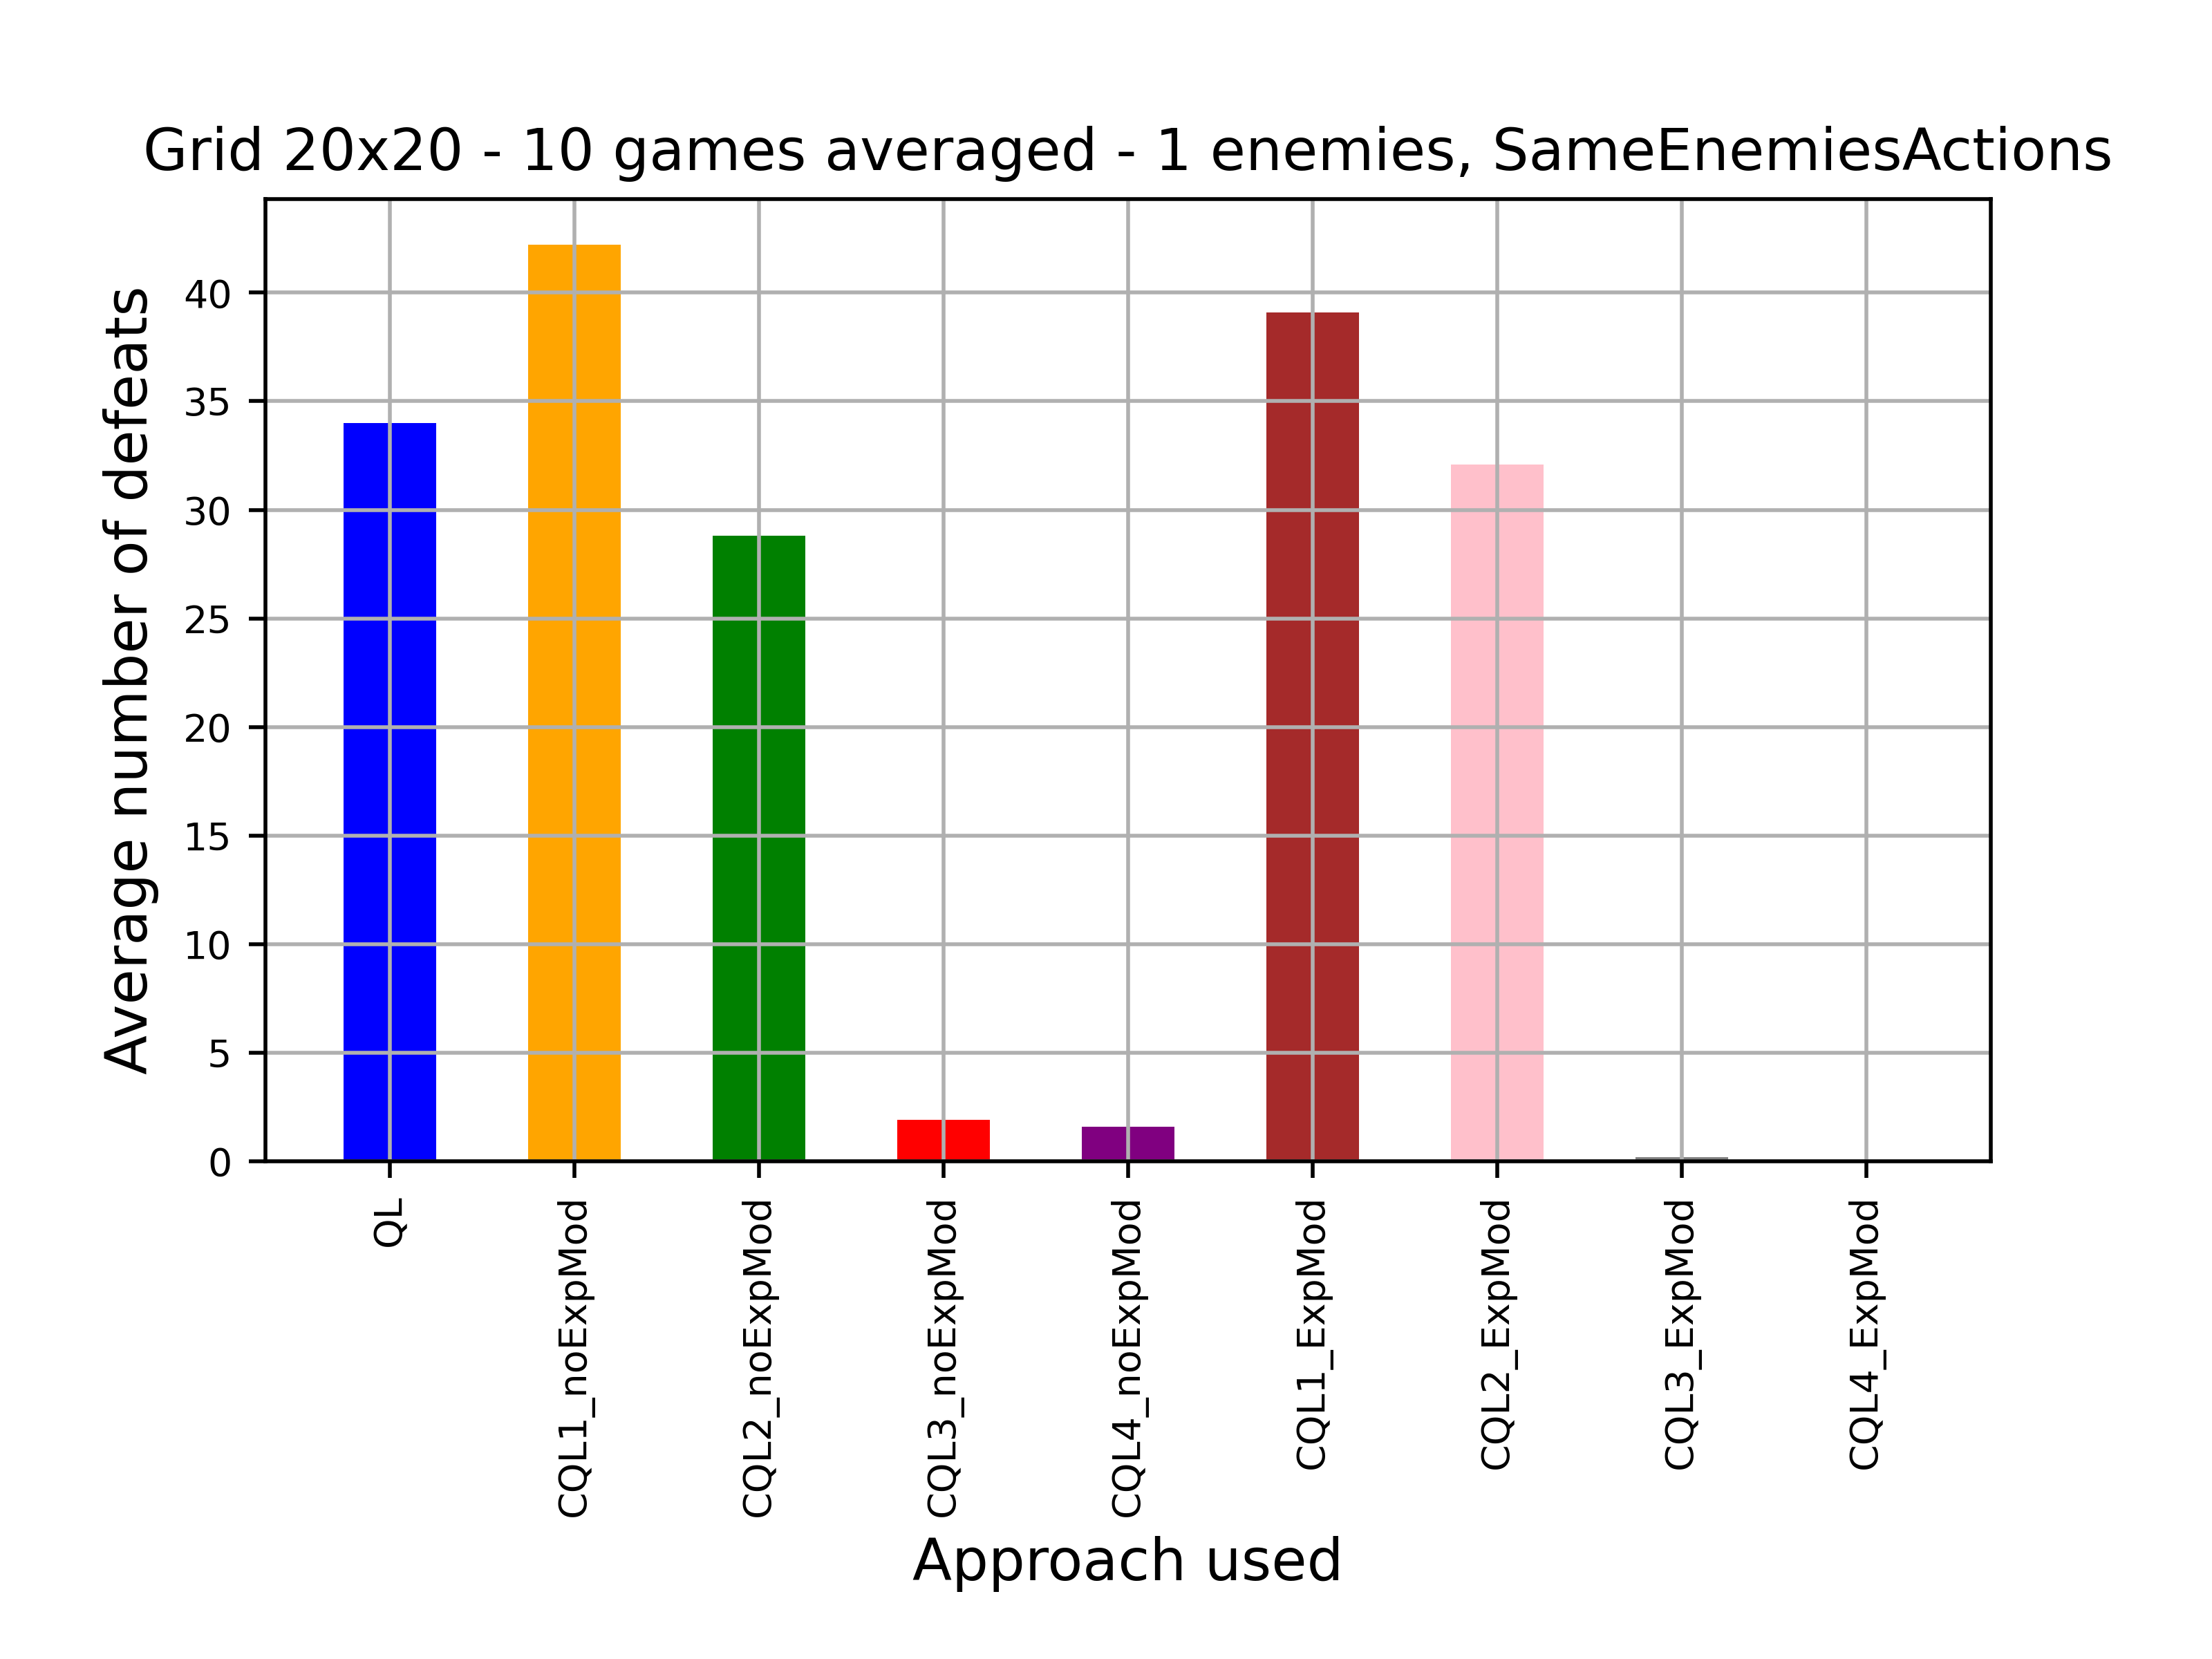 Grid 20x20 - 10 games averaged - 1 enemies, SameEnemiesActions
Average number of defeats
40
35
30
25
20
15
10
5
0
QL
CQL1_noExpMod
CQL2_noExpMod
CQL3_noExpMod
CQL4_noExpMod
CQL1_ExpMod
CQL2_ExpMod
CQL3_ExpMod
CQL4_ExpMod
Approach used